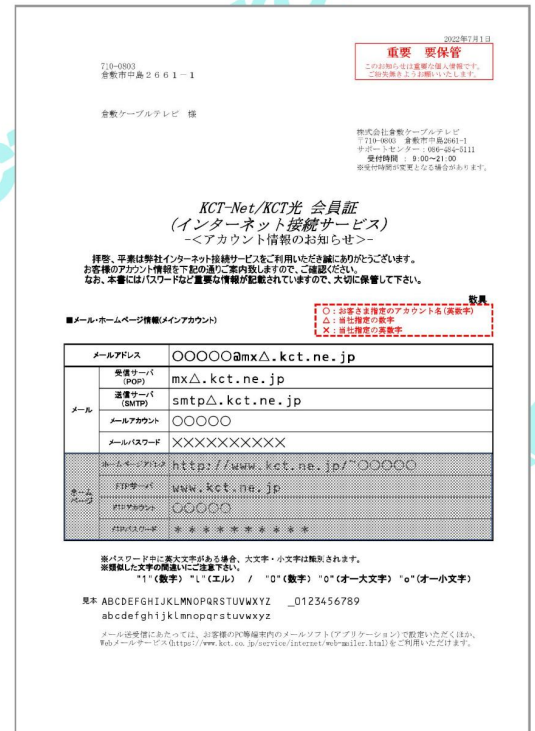 2022年7月1日
重要 要保管
このお知らせは重要な個人情報です。
ご紛失無きようお願いいたします。
710-0803
倉敷市中島2661-1
倉敷ケーブルテレビ 様
株式会社倉敷ケーブルテレビ
〒710-0803 倉敷市中島2661-1
サポートセンター:086-484-5111
受付時間 : 9:00~21:00
※受付時間が変更となる場合があります。
KCT-Net/KCT光 会員証
(インターネット接続サービス)
-<アカウント情報のお知らせ>-
拝啓、平素は弊社インターネット接続サービスをご利用いただき誠にありがとうございます。
お客様のアカウント情報を下記の通りご案内致しますので、ご確認ください。
なお、本書にはパスワードなど重要な情報が記載されていますので、大切に保管して下さい。
敬具
○:お客さま指定のアカウント名(英数字)
△:当社指定の数字
×:当社指定の英数字
■メール・ホームページ情報(メインアカウント)
メールアドレス ○○○○○@mx△.kct.ne.jp
メール
受信サーバ(POP) mx△.kct.ne.jp
送信サーバ(SMTP) smtp△.kct.ne.jp
メールアカウント ○○○○○
メールパスワード ××××××××××
ホームページ
ホームページアドレス http://www.kct.ne.jp/~○○○○○
FTPサーバ www.kct.ne.jp
FTPアカウント ○○○○○
FTPパスワード * * * * * * * * * *
※パスワード中に英大文字がある場合、大文字・小文字は識別されます。
※類似した文字の間違いにご注意下さい。
"1"(数字) "l"(エル) / "0"(数字) "O"(オー大文字) "o"(オー小文字)
見本 ABCDEFGHIJKLMNOPQRSTUVWXYZ _0123456789
abcdefghijklmnopqrstuvwxyz
メール送受信にあたっては、お客様のPC等端末内のメールソフト(アプリケーション)で設定いただくほか、
Webメールサービス(https://www.kct.co.jp/service/internet/web-mailer.html)をご利用いただけます。